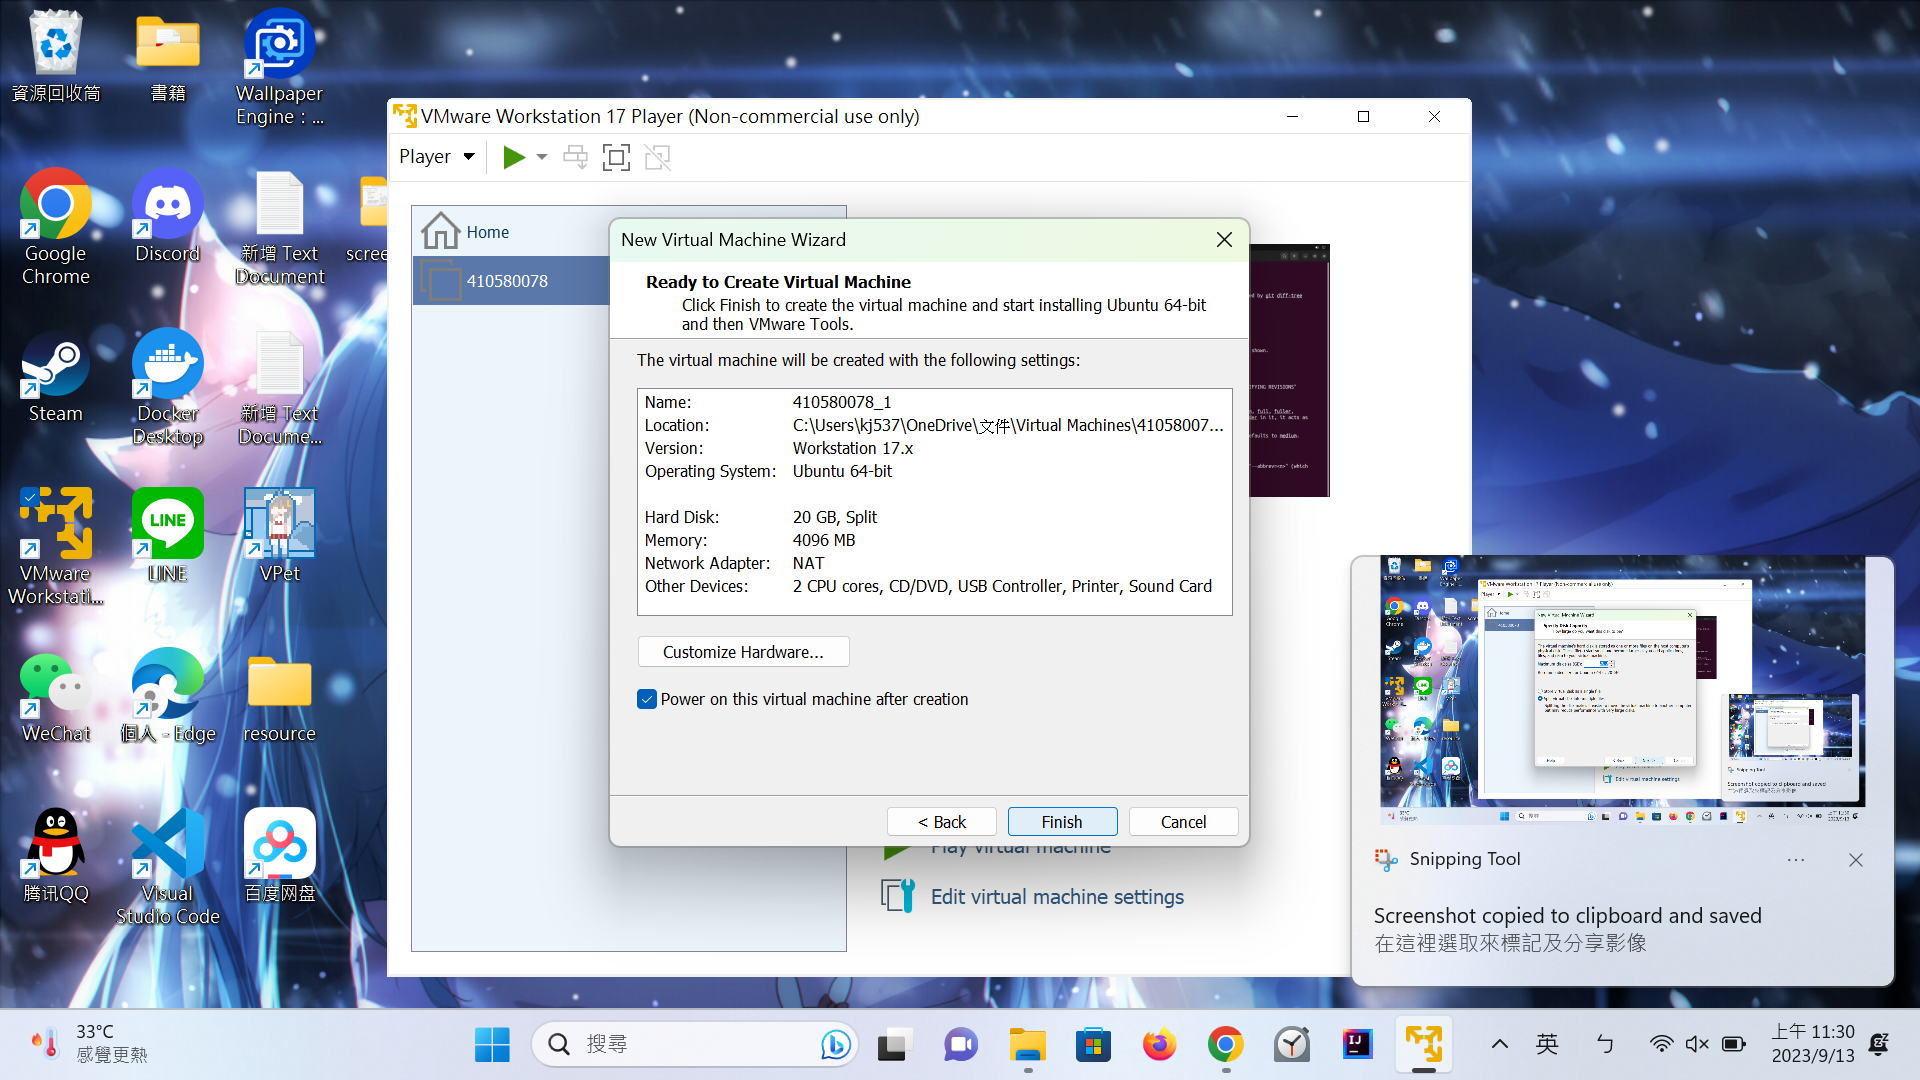 資源回收筒
書籍
Wallpaper
Engine：...
Google
Chrome
Discord
新增 Text
Document
scree
Steam
Docker
Desktop
新增 Text
Docume...
VMware
Workstati...
LINE
LINE
VPet
WeChat
個人 - Edge
resource
腾讯QQ
Visual
Studio Code
百度网盘
VMware Workstation 17 Player (Non-commercial use only)
Player
Home
410580078
New Virtual Machine Wizard
Ready to Create Virtual Machine
Click Finish to create the virtual machine and start installing Ubuntu 64-bit
and then VMware Tools.
The virtual machine will be created with the following settings:
Name: 410580078_1
Location: C:\Users\kj537\OneDrive\文件\Virtual Machines\41058007...
Version: Workstation 17.x
Operating System: Ubuntu 64-bit
Hard Disk: 20 GB, Split
Memory: 4096 MB
Network Adapter: NAT
Other Devices: 2 CPU cores, CD/DVD, USB Controller, Printer, Sound Card
Customize Hardware...
Power on this virtual machine after creation
< Back
Finish
Cancel
Play virtual machine
Edit virtual machine settings
Snipping Tool
Screenshot copied to clipboard and saved
在這裡選取來標記及分享影像
33°C
感覺更熱
搜尋
英
ㄅ
上午 11:30
2023/9/13